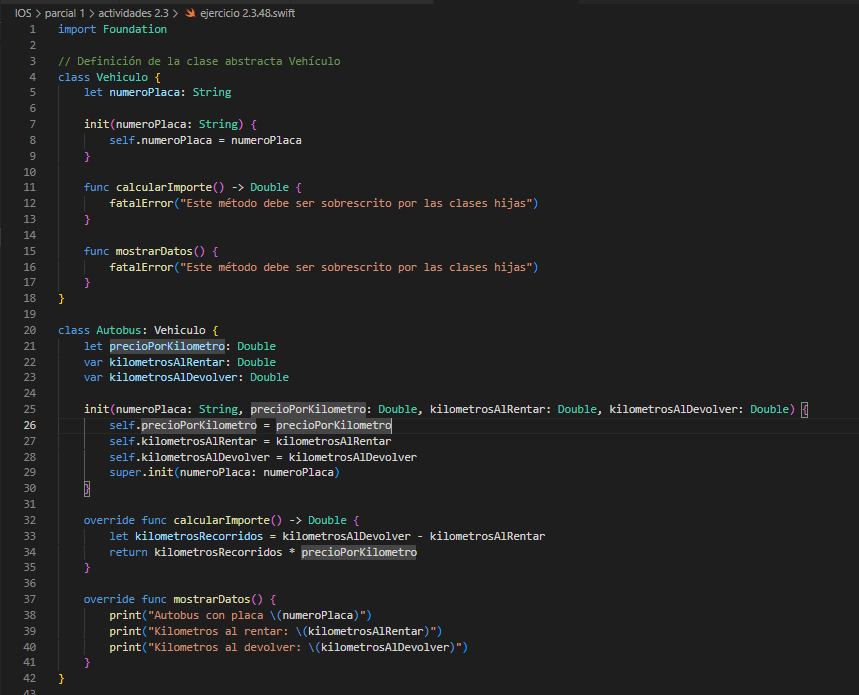 IOS > parcial 1 > actividades 2.3 > ejercicio 2.3.48.swift
1 import Foundation
2
3 // Definición de la clase abstracta Vehículo
4 class Vehiculo {
5 let numeroPlaca: String
6
7 init(numeroPlaca: String) {
8 self.numeroPlaca = numeroPlaca
9 }
10
11 func calcularImporte() -> Double {
12 fatalError("Este método debe ser sobrescrito por las clases hijas")
13 }
14
15 func mostrarDatos() {
16 fatalError("Este método debe ser sobrescrito por las clases hijas")
17 }
18 }
19
20 class Autobus: Vehiculo {
21 let precioPorKilometro: Double
22 var kilometrosAlRentar: Double
23 var kilometrosAlDevolver: Double
24
25 init(numeroPlaca: String, precioPorKilometro: Double, kilometrosAlRentar: Double, kilometrosAlDevolver: Double) {
26 self.precioPorKilometro = precioPorKilometro
27 self.kilometrosAlRentar = kilometrosAlRentar
28 self.kilometrosAlDevolver = kilometrosAlDevolver
29 super.init(numeroPlaca: numeroPlaca)
30 }
31
32 override func calcularImporte() -> Double {
33 let kilometrosRecorridos = kilometrosAlDevolver - kilometrosAlRentar
34 return kilometrosRecorridos * precioPorKilometro
35 }
36
37 override func mostrarDatos() {
38 print("Autobus con placa \(numeroPlaca)")
39 print("Kilometros al rentar: \(kilometrosAlRentar)")
40 print("Kilometros al devolver: \(kilometrosAlDevolver)")
41 }
42 }
43